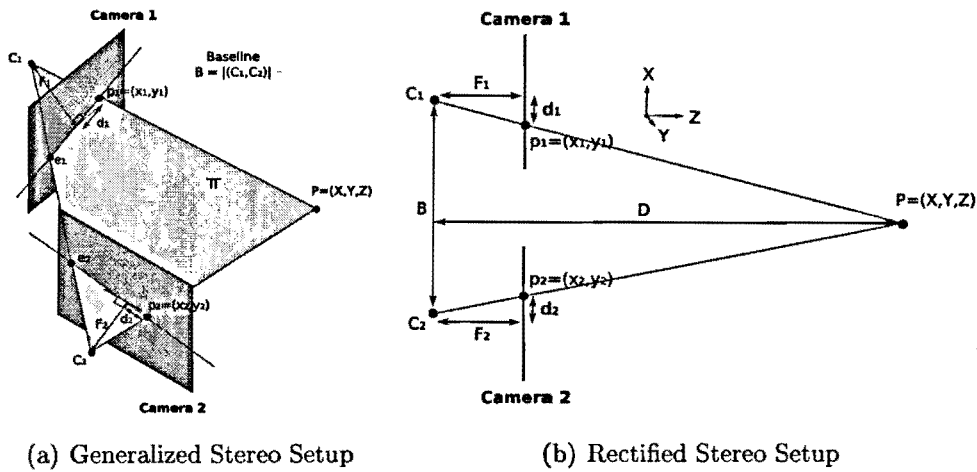 Camera 1
C₁
F₁
Baseline
B = |(C₁,C₂)|
p₁=(x₁,y₁)
d₁
e₁
π
P=(X,Y,Z)
e₂
p₂=(x₂,y₂)
F₂
d₂
C₂
Camera 2
(a) Generalized Stereo Setup
Camera 1
C₁
F₁
d₁
p₁=(x₁,y₁)
X
Z
Y
B
D
P=(X,Y,Z)
p₂=(x₂,y₂)
C₂
F₂
d₂
Camera 2
(b) Rectified Stereo Setup